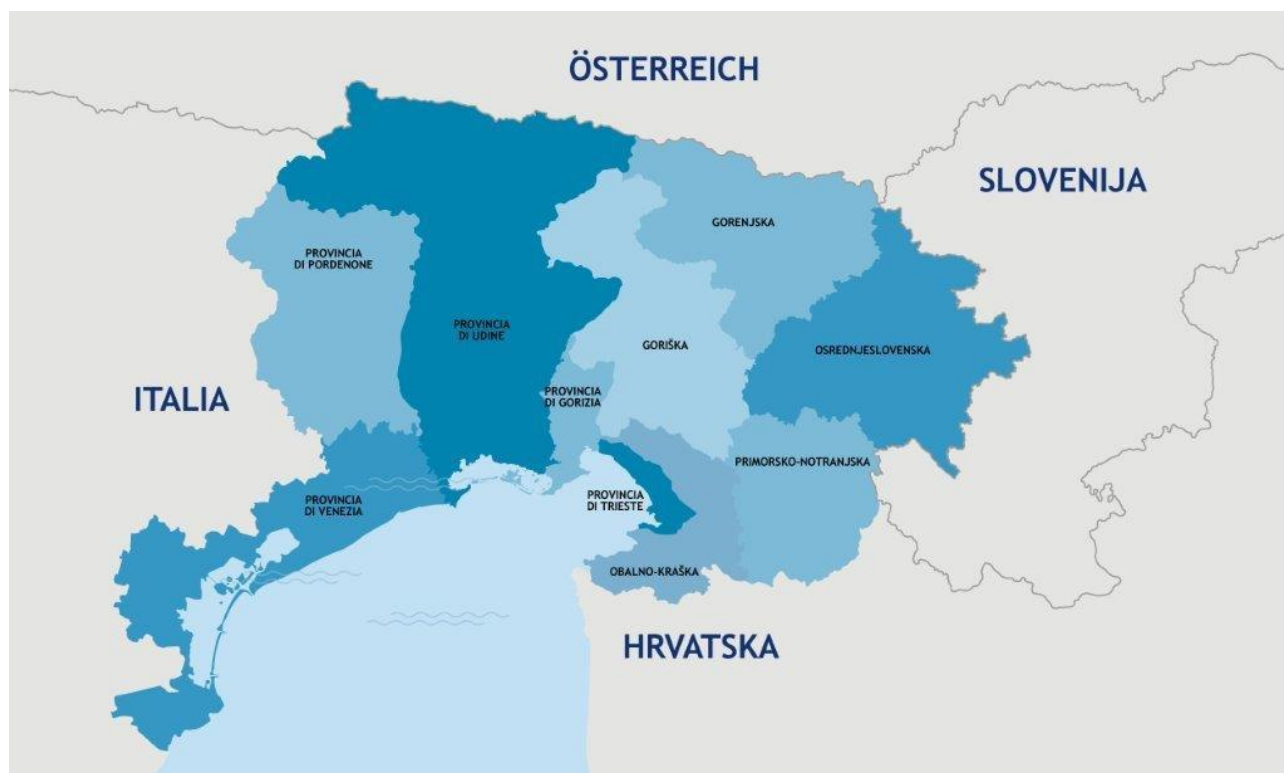 ÖSTERREICH
SLOVENIJA
GORENJSKA
PROVINCIA
DI PORDENONE
PROVINCIA
DI UDINE
GORIŠKA
OSREDNJESLOVENSKA
ITALIA
PROVINCIA
DI GORIZIA
PRIMORSKO-NOTRANJSKA
PROVINCIA
DI VENEZIA
PROVINCIA
DI TRIESTE
OBALNO-KRAŠKA
HRVATSKA